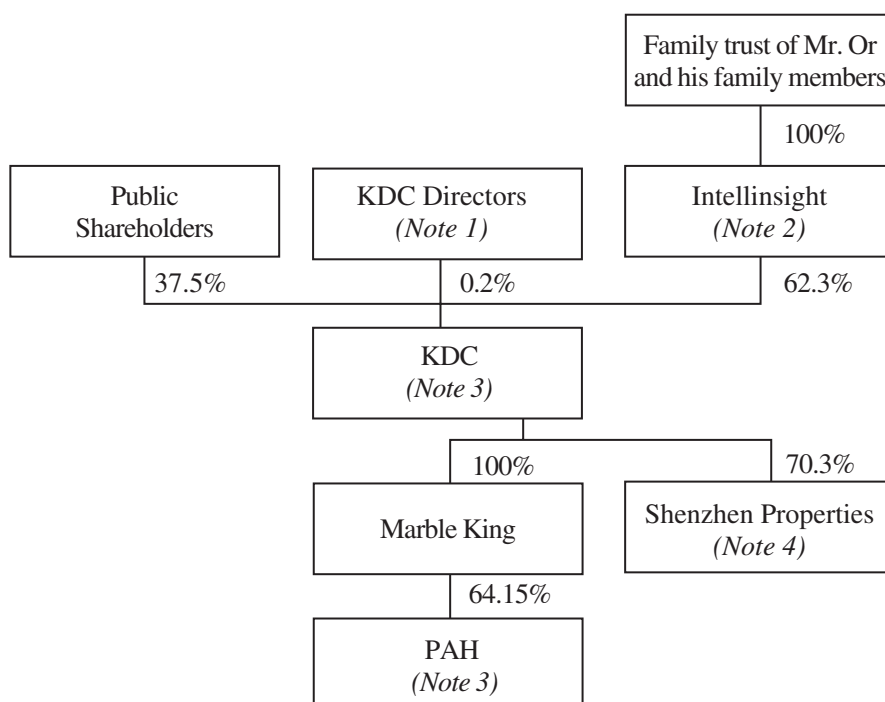 Family trust of Mr. Or
and his family members
100%
Public
Shareholders
KDC Directors
(Note 1)
Intellinsight
(Note 2)
37.5%
0.2%
62.3%
KDC
(Note 3)
100%
70.3%
Marble King
Shenzhen Properties
(Note 4)
64.15%
PAH
(Note 3)